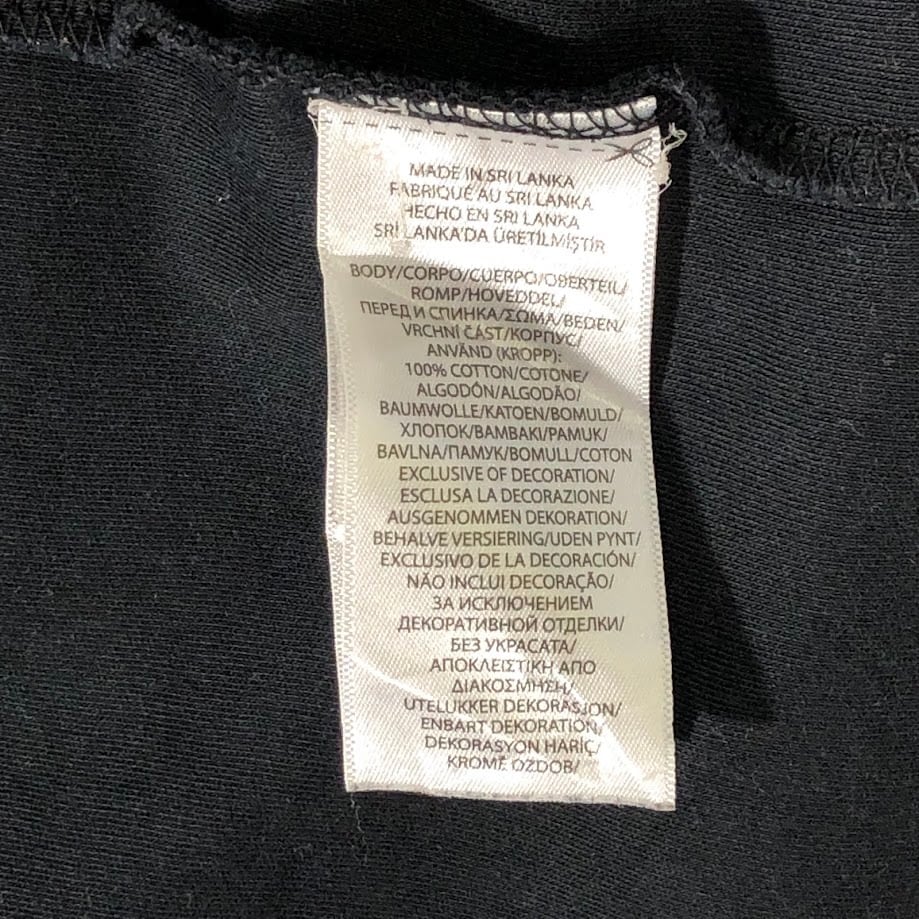 MADE IN SRI LANKA
FABRIQUÉ AU SRI LANKA
HECHO EN SRI LANKA
SRİ LANKA'DA ÜRETİLMİŞTİR
BODY/CORPO/CUERPO/OBERTEIL/
ROMP/HOVEDDEL/
ПЕРЕД И СПИНКА/ΣΩΜΑ/BEDEN/
VRCHNÍ ČÁST/КОРПУС/
ANVÄND (KROPP):
100% COTTON/COTONE/
ALGODÓN/ALGODÃO/
BAUMWOLLE/KATOEN/BOMULD/
ХЛОПОК/ΒΑΜΒΑΚΙ/PAMUK/
BAVLNA/ПАМУК/BOMULL/COTON
EXCLUSIVE OF DECORATION/
ESCLUSA LA DECORAZIONE/
AUSGENOMMEN DEKORATION/
BEHALVE VERSIERING/UDEN PYNT/
EXCLUSIVO DE LA DECORACIÓN/
NÃO INCLUI DECORAÇÃO/
ЗА ИСКЛЮЧЕНИЕМ
ДЕКОРАТИВНОЙ ОТДЕЛКИ/
БЕЗ УКРАСАТА/
ΑΠΟΚΛΕΙΣΤΙΚΗ ΑΠΟ
ΔΙΑΚΟΣΜΗΣΗ/
UTELUKKER DEKORASJON/
ENBART DEKORATION/
DEKORASYON HARİÇ/
KROMĚ OZDOB/